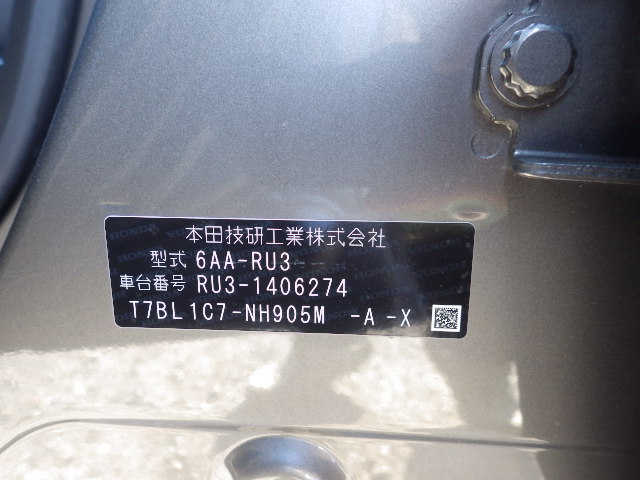 本田技研工業株式会社
型式 6AA-RU3
車台番号 RU3-1406274
T7BL1C7-NH905M -A -X